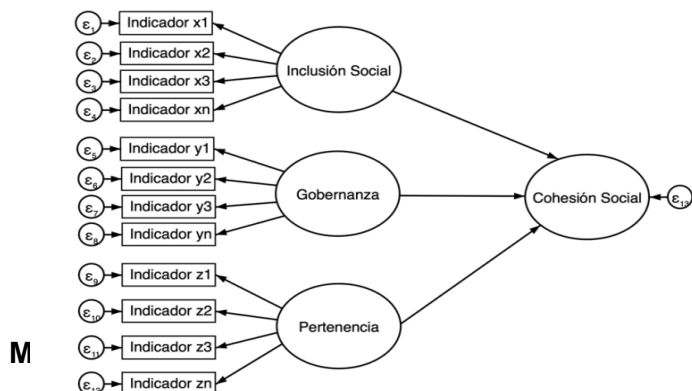 ε1
Indicador x1
ε2
Indicador x2
ε3
Indicador x3
ε4
Indicador xn
Inclusión Social
ε5
Indicador y1
ε6
Indicador y2
ε7
Indicador y3
ε8
Indicador yn
Gobernanza
Cohesión Social
ε13
ε9
Indicador z1
ε10
Indicador z2
ε11
Indicador z3
ε12
Indicador zn
Pertenencia
M